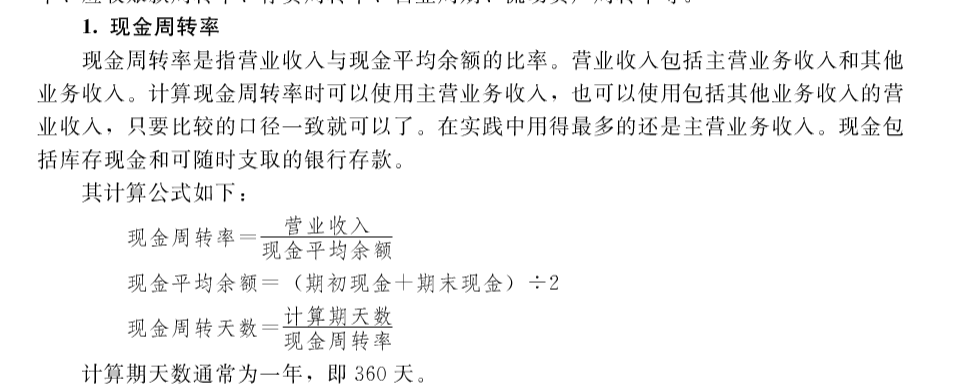 1. 现金周转率
现金周转率是指营业收入与现金平均余额的比率。营业收入包括主营业务收入和其他
业务收入。计算现金周转率时可以使用主营业务收入，也可以使用包括其他业务收入的营
业收入，只要比较的口径一致就可以了。在实践中用得最多的还是主营业务收入。现金包
括库存现金和可随时支取的银行存款。
其计算公式如下：
现金周转率＝营业收入/现金平均余额
现金平均余额＝（期初现金＋期末现金）÷2
现金周转天数＝计算期天数/现金周转率
计算期天数通常为一年，即 360 天。